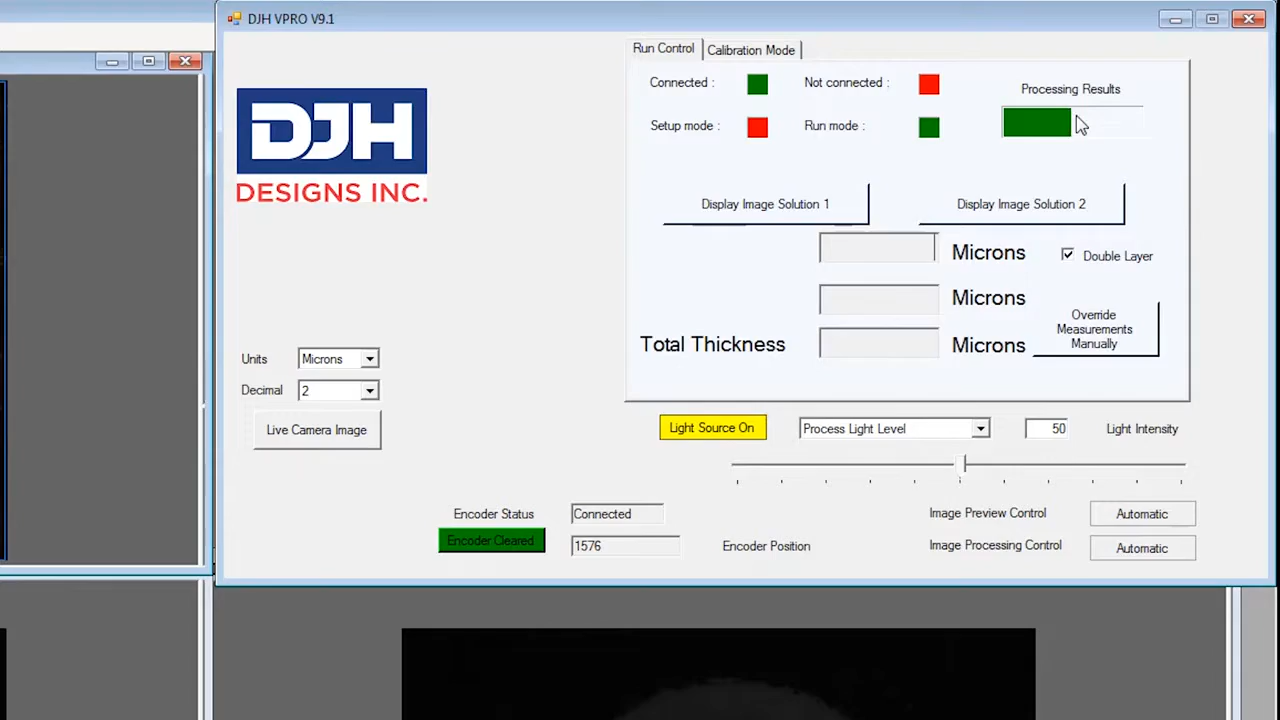 DJH VPRO V9.1
Run Control
Calibration Mode
Connected :
Not connected :
Processing Results
Setup mode :
Run mode :
DJH
DESIGNS INC.
Display Image Solution 1
Display Image Solution 2
Microns
Double Layer
Microns
Override
Measurements
Manually
Total Thickness
Microns
Units
Microns
Decimal
2
Live Camera Image
Light Source On
Process Light Level
50
Light Intensity
Encoder Status
Connected
Image Preview Control
Automatic
Encoder Cleared
1576
Encoder Position
Image Processing Control
Automatic